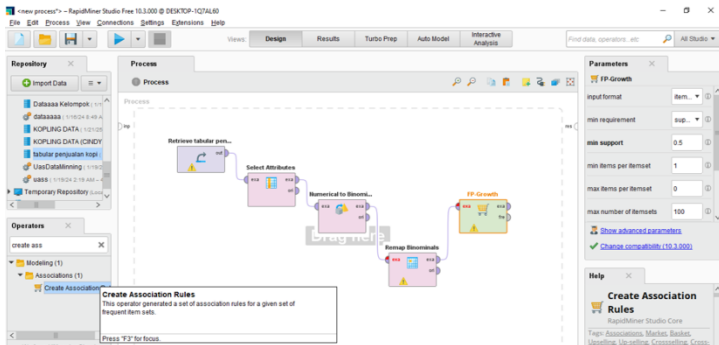 <new process*> – RapidMiner Studio Free 10.3.000 @ DESKTOP-1Q7AL60
File Edit Process View Connections Settings Extensions Help
Views: Design Results Turbo Prep Auto Model Interactive Analysis
Find data, operators...etc All Studio
Repository
Import Data
Dataaaa Kelompok
dataaaaa
KOPLING DATA
KOPLING DATA (CINDY
tabular penjualan kopi
UasDataMinning
uass
Temporary Repository
Operators
create ass
Modeling (1)
Associations (1)
Create Association
Process
Process
Process
inp
res
Retrieve tabular pen...
out
Select Attributes
exa exa
ori
Numerical to Binomi...
exa exa
ori
Drag here
Remap Binominals
exa exa
ori
FP-Growth
exa exa
fre
Create Association Rules
This operator generated a set of association rules for a given set of
frequent item sets.
Press "F3" for focus.
Parameters
FP-Growth
input format item...
min requirement sup...
min support 0.5
min items per itemset 1
max items per itemset 0
max number of itemsets 100
Show advanced parameters
Change compatibility (10.3.000)
Help
Create Association
Rules
RapidMiner Studio Core
Tags: Associations, Market, Basket,
Upselling, Up-selling, Crossselling, Cross-